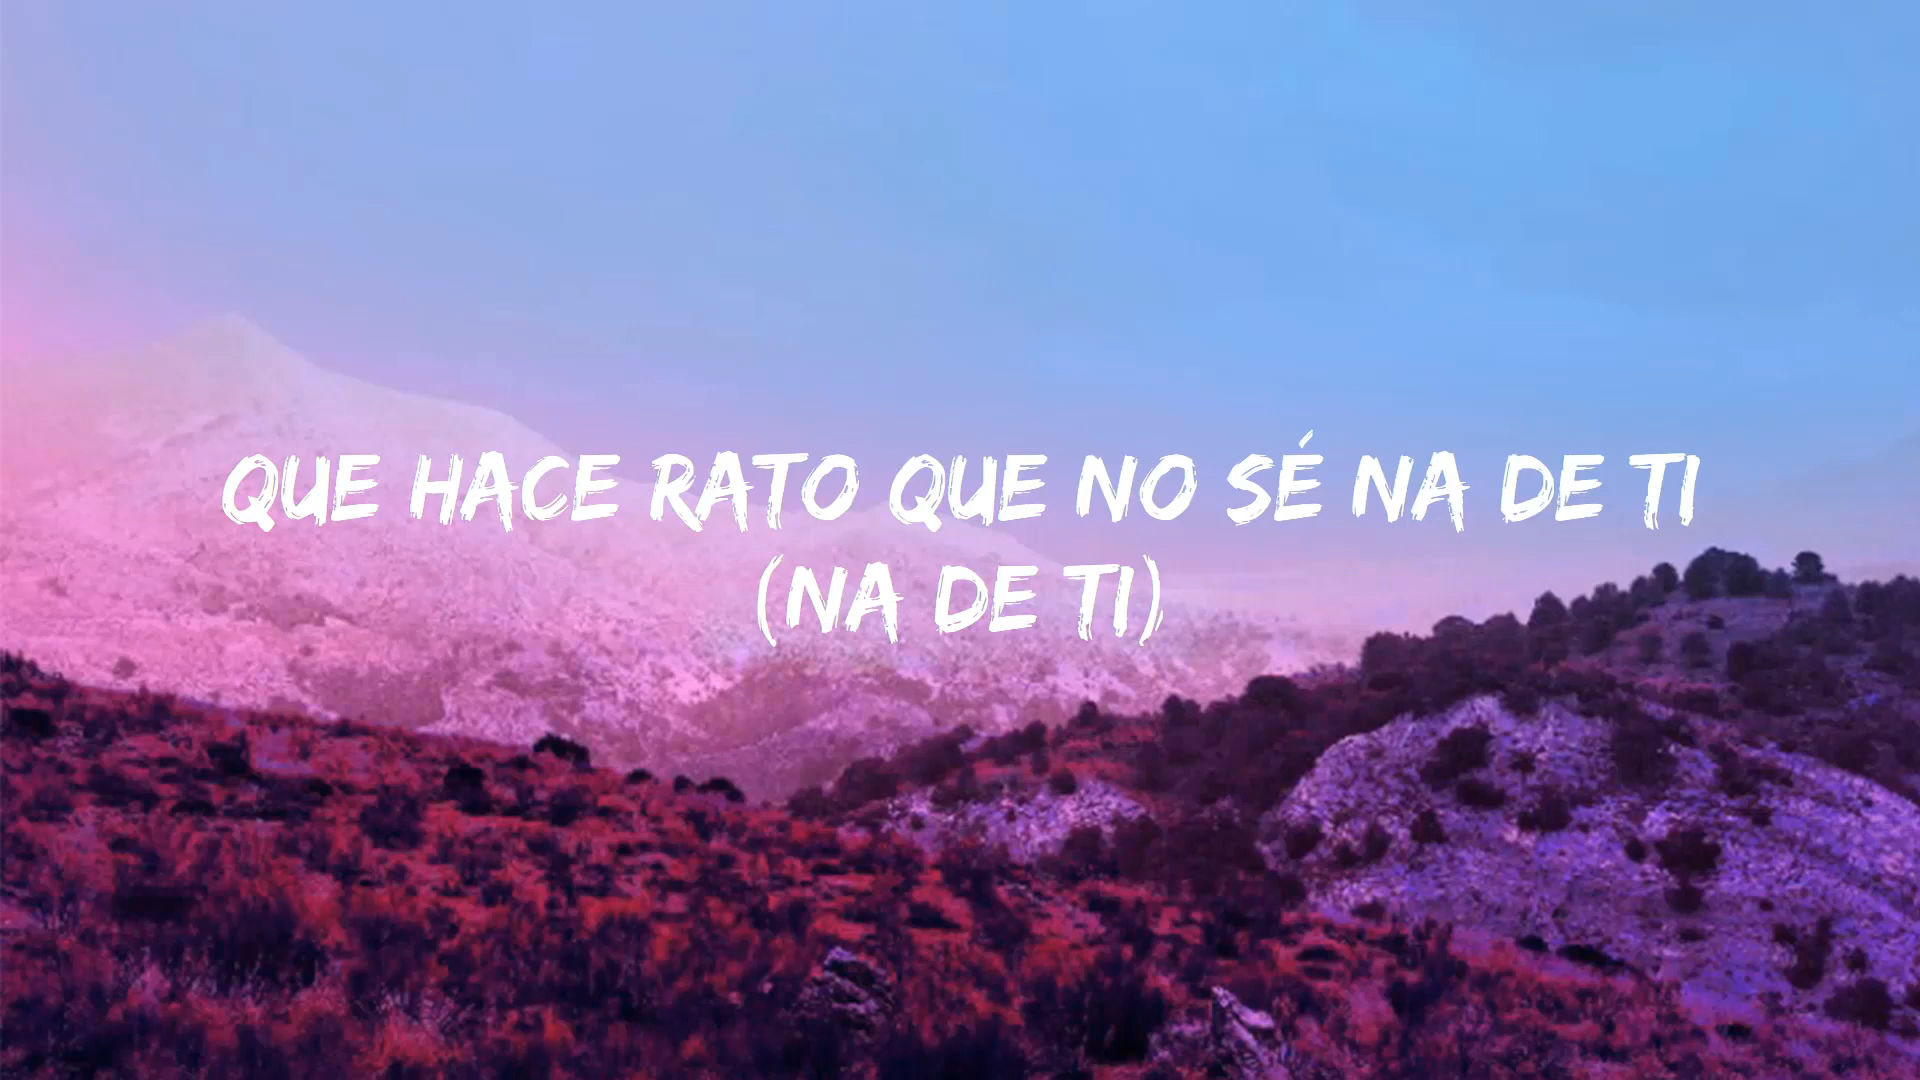 QUE HACE RATO QUE NO SÉ NA DE TI
(NA DE TI)